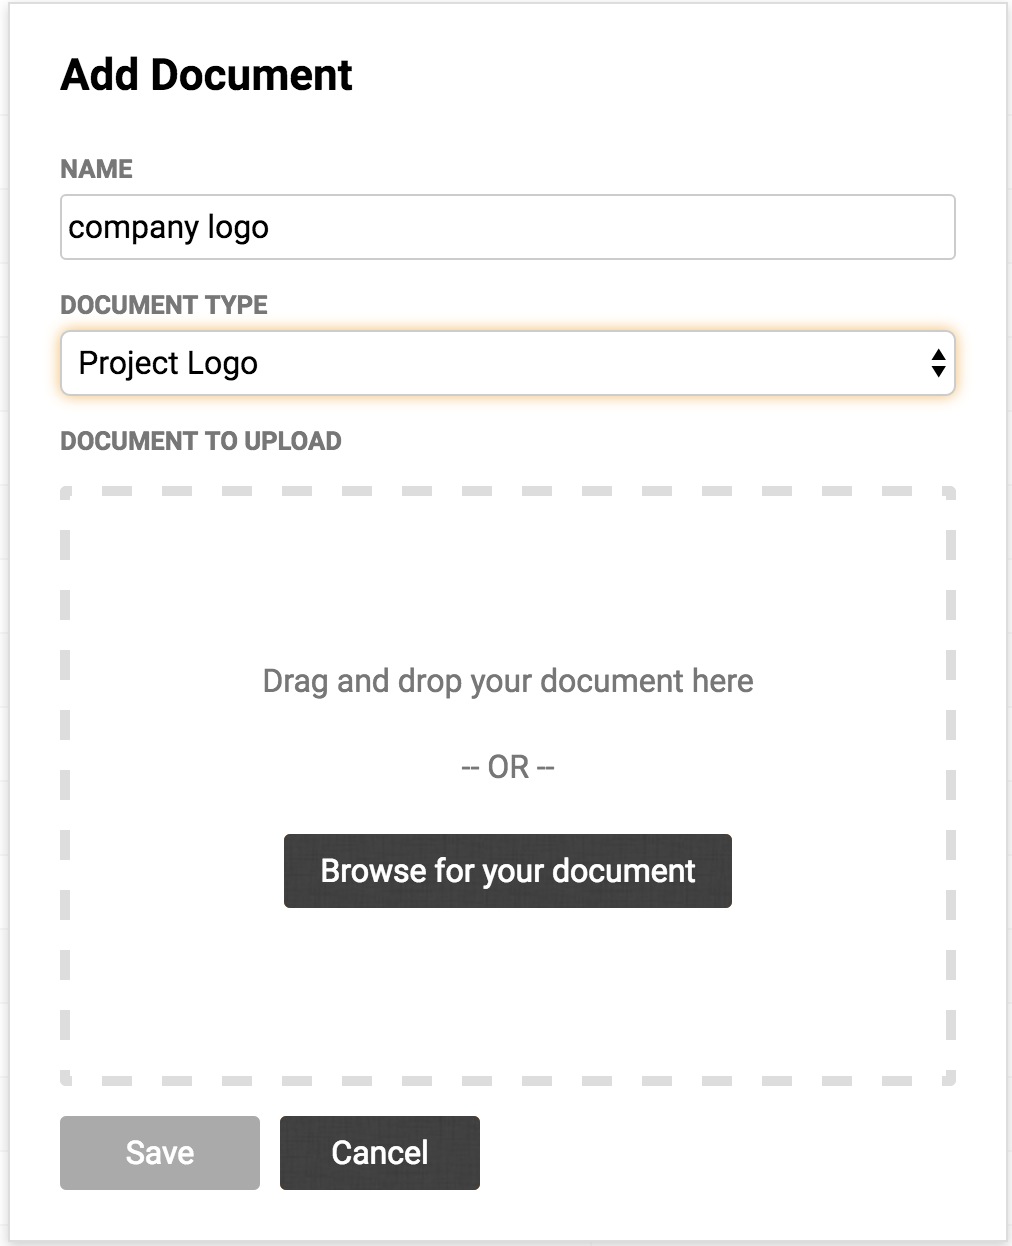 Add Document
NAME
company logo
DOCUMENT TYPE
Project Logo
DOCUMENT TO UPLOAD
Drag and drop your document here
-- OR --
Browse for your document
Save
Cancel